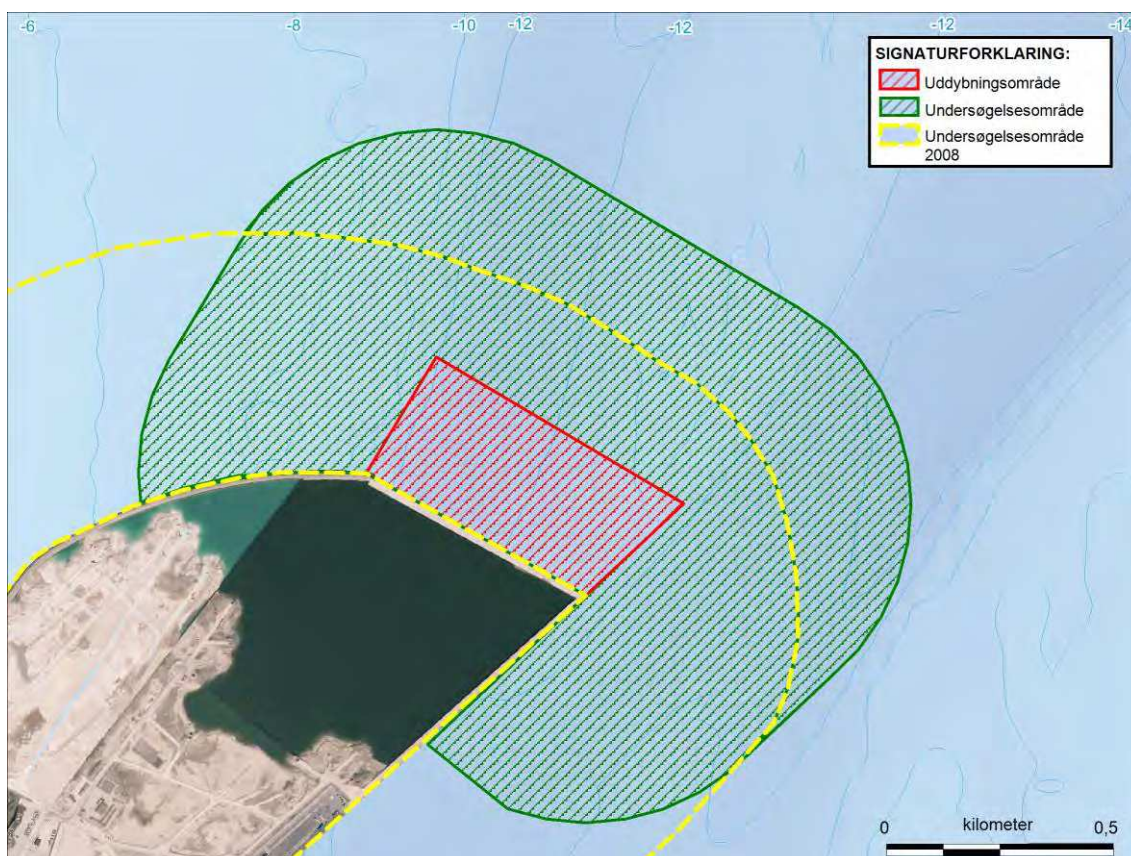 -6 -8 -10 -12 -12 -12 -14
SIGNATURFORKLARING:
Uddybningsområde
Undersøgelsesområde
Undersøgelsesområde
2008
0 kilometer 0,5